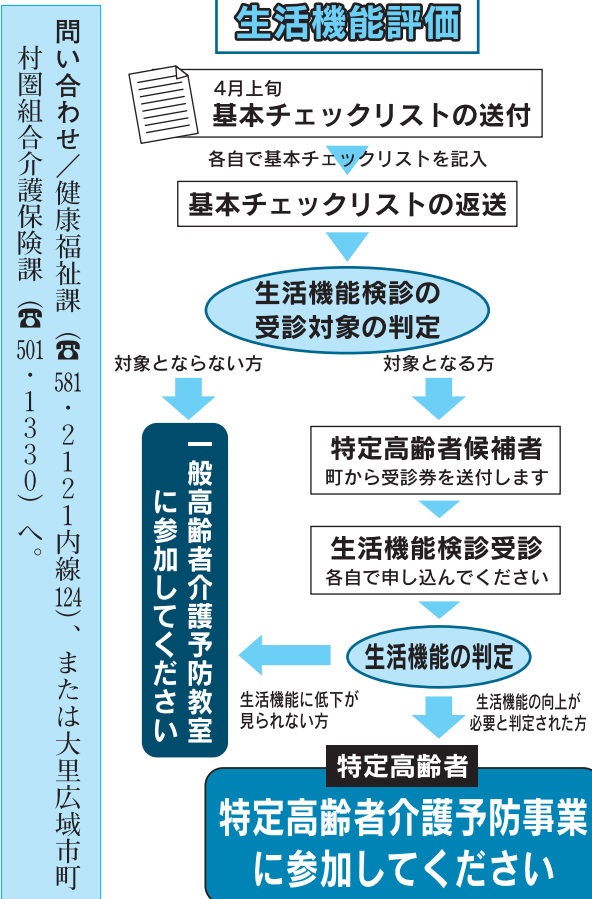 生活機能評価
4月上旬
基本チェックリストの送付
各自で基本チェックリストを記入
基本チェックリストの返送
生活機能検診の
受診対象の判定
対象とならない方
対象となる方
一般高齢者介護予防教室
に参加してください
特定高齢者候補者
町から受診券を送付します
生活機能検診受診
各自で申し込んでください
生活機能の判定
生活機能に低下が
見られない方
生活機能の向上が
必要と判定された方
特定高齢者
特定高齢者介護予防事業
に参加してください
問い合わせ/健康福祉課(☎581・2121内線124)、または大里広域市町
村圏組合介護保険課(☎501・1330)へ。